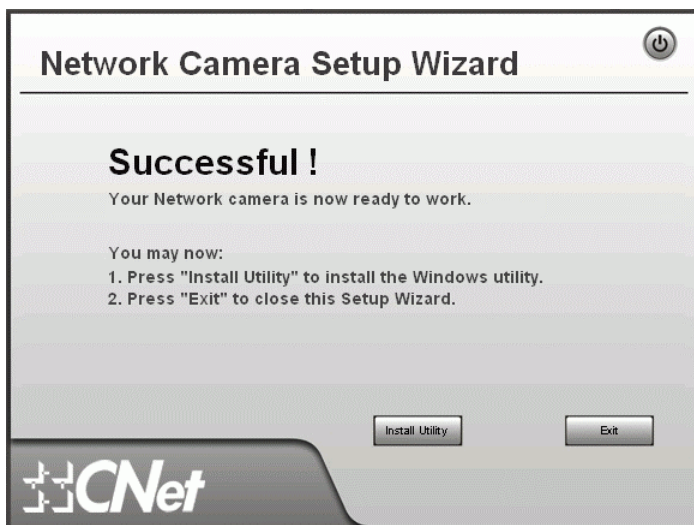 Network Camera Setup Wizard
Successful !
Your Network camera is now ready to work.
You may now:
1. Press "Install Utility" to install the Windows utility.
2. Press "Exit" to close this Setup Wizard.
Install Utility
Exit
CNet